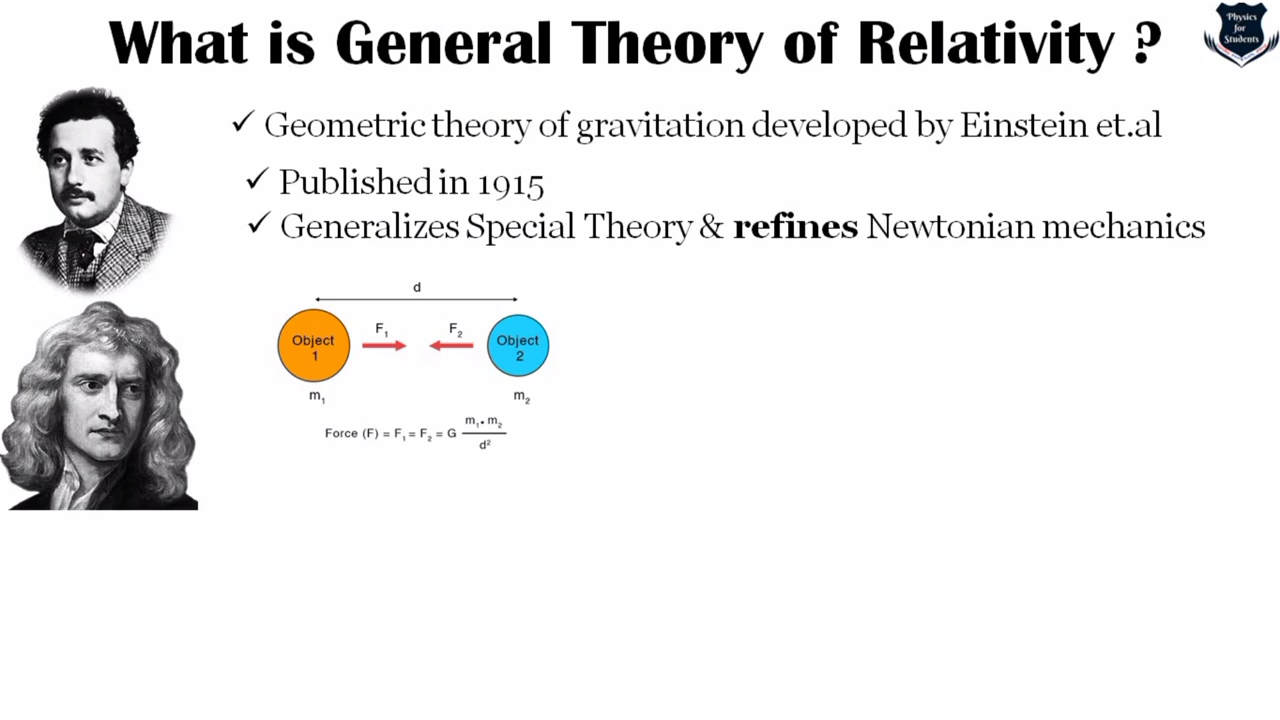 What is General Theory of Relativity ?
Physics
for
Students
✓ Geometric theory of gravitation developed by Einstein et.al
✓ Published in 1915
✓ Generalizes Special Theory & refines Newtonian mechanics
d
Object
1
F₁
F₂
Object
2
m₁
m₂
Force (F) = F₁ = F₂ = G m₁ • m₂ / d²